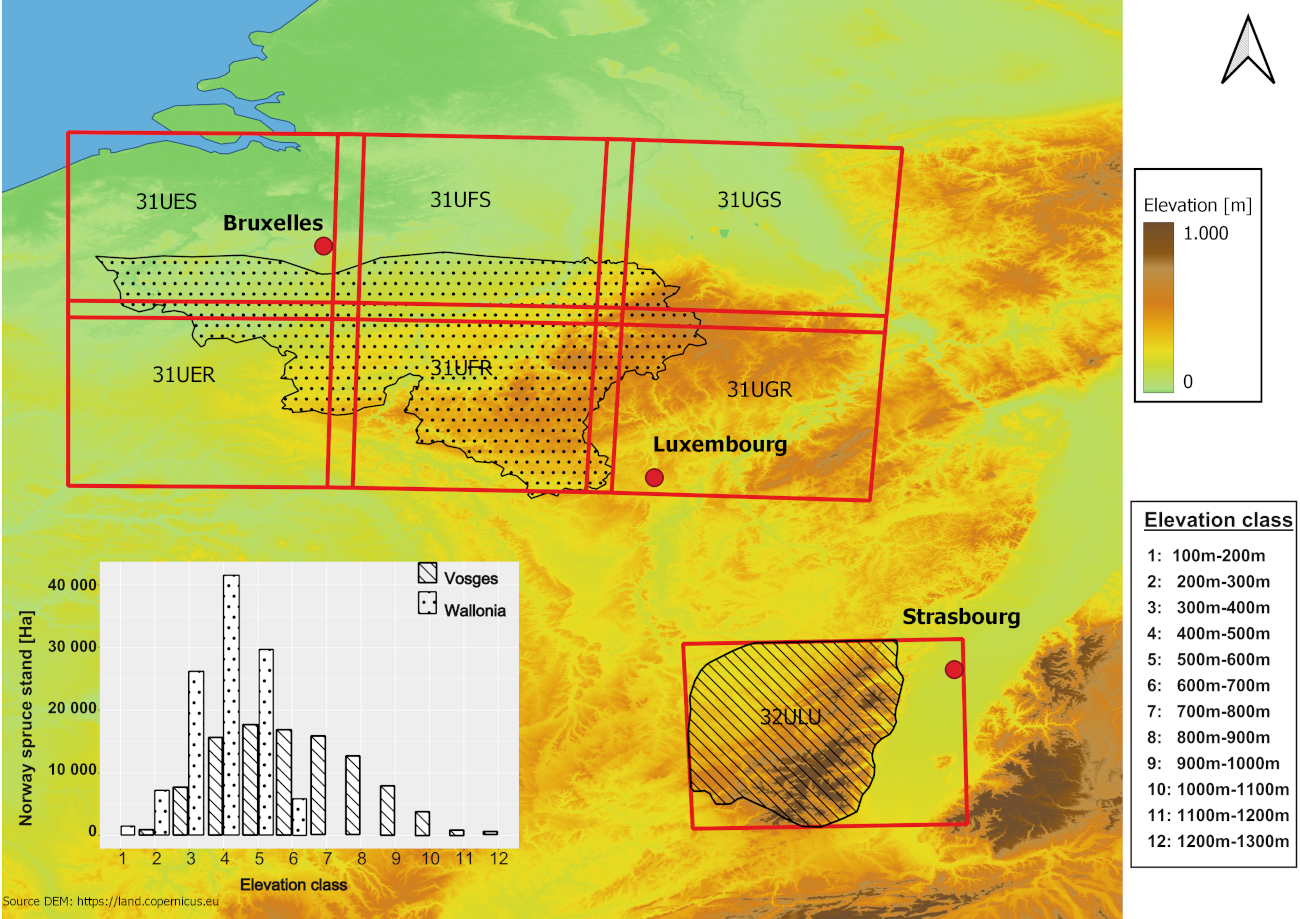 31UES
31UFS
31UGS
Bruxelles
31UER
31UFR
31UGR
Luxembourg
Strasbourg
32ULU
Elevation [m]
1.000
0
Elevation class
1: 100m-200m
2: 200m-300m
3: 300m-400m
4: 400m-500m
5: 500m-600m
6: 600m-700m
7: 700m-800m
8: 800m-900m
9: 900m-1000m
10: 1000m-1100m
11: 1100m-1200m
12: 1200m-1300m
Norway spruce stand [Ha]
40 000
30 000
20 000
10 000
0
Vosges
Wallonia
1 2 3 4 5 6 7 8 9 10 11 12
Elevation class
Source DEM: https://land.copernicus.eu